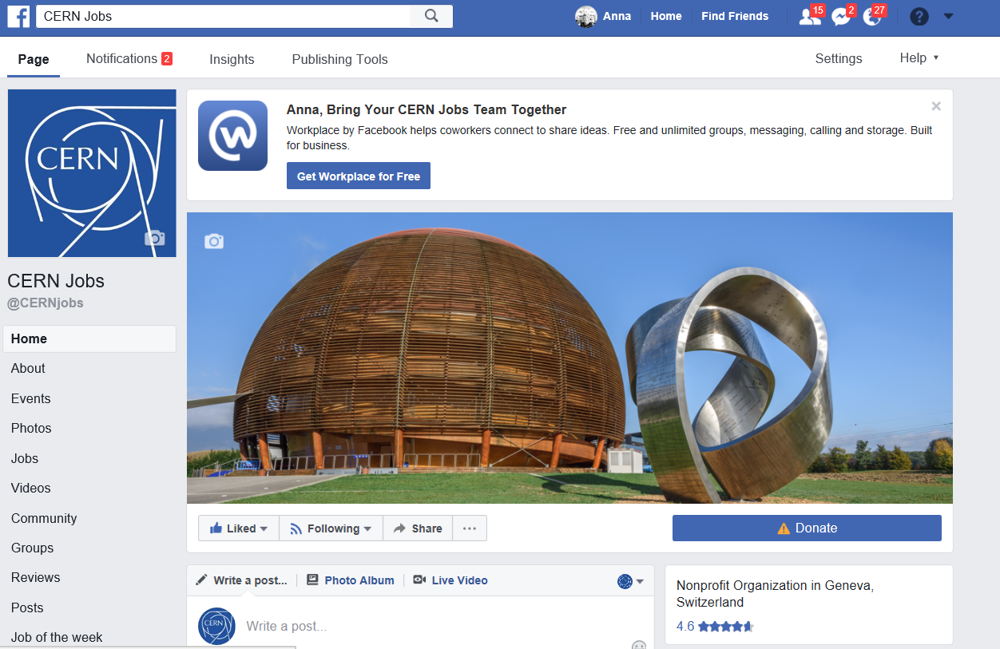 CERN Jobs
Anna
Home
Find Friends
15
2
27
?
Page
Notifications 2
Insights
Publishing Tools
Settings
Help
CERN
CERN Jobs
@CERNjobs
Home
About
Events
Photos
Jobs
Videos
Community
Groups
Reviews
Posts
Job of the week
Anna, Bring Your CERN Jobs Team Together
Workplace by Facebook helps coworkers connect to share ideas. Free and unlimited groups, messaging, calling and storage. Built
for business.
Get Workplace for Free
Liked
Following
Share
...
Donate
Write a post...
Photo Album
Live Video
CERN
Write a post...
Nonprofit Organization in Geneva,
Switzerland
4.6